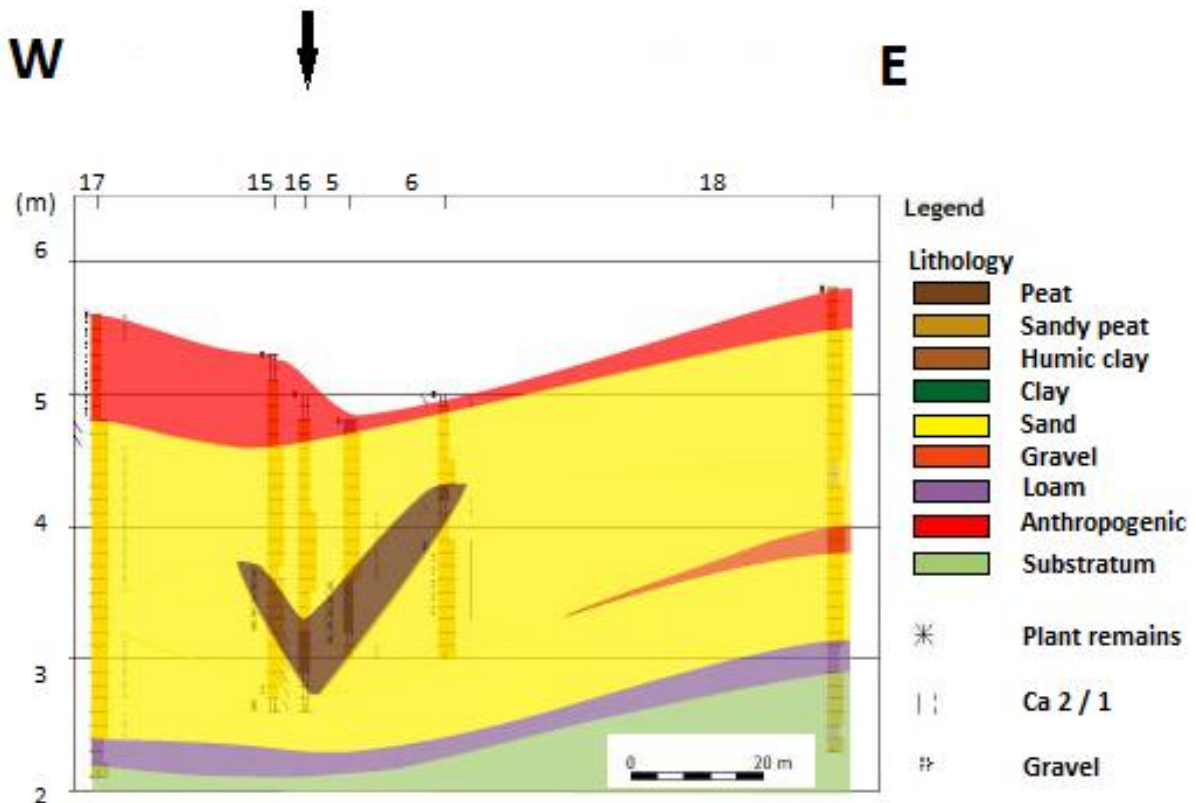 W
E
17 15 16 5 6 18
(m)
6
5
4
3
2
Legend
Lithology
Peat
Sandy peat
Humic clay
Clay
Sand
Gravel
Loam
Anthropogenic
Substratum
Plant remains
Ca 2 / 1
Gravel
0 20 m